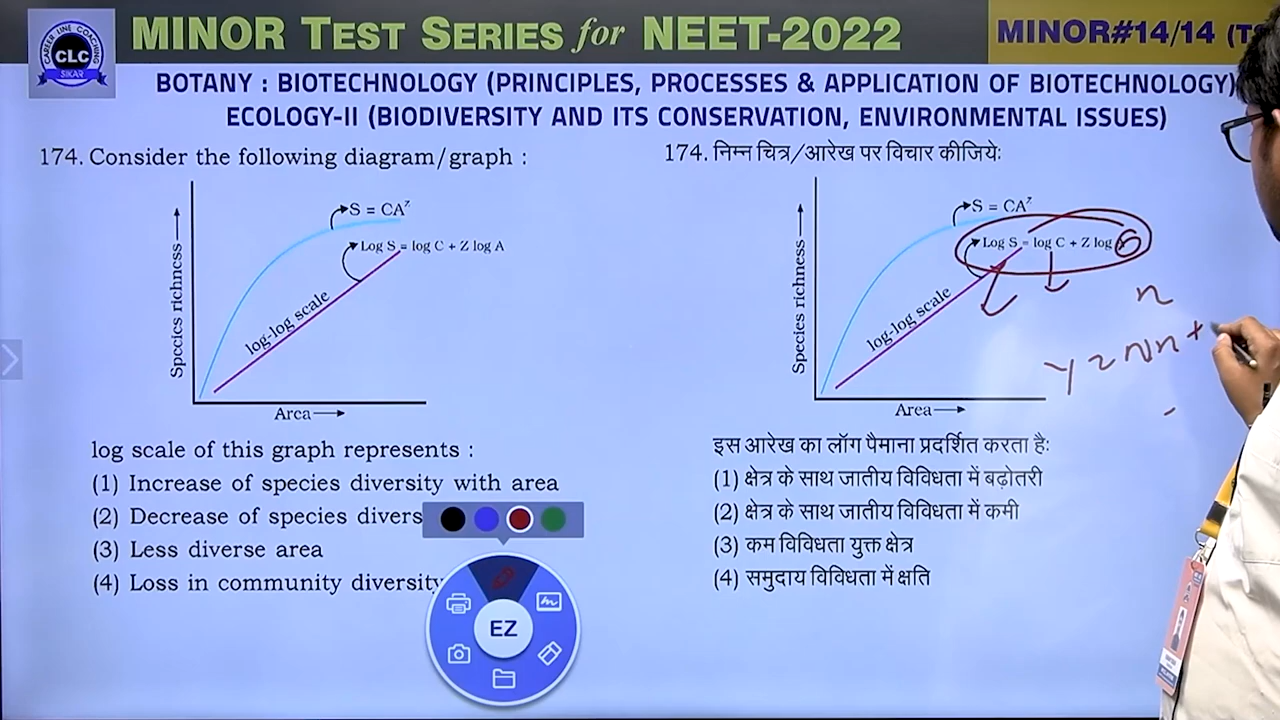 CAREER LINE COACHING
CLC
SIKAR
MINOR TEST SERIES for NEET-2022
MINOR#14/14
BOTANY : BIOTECHNOLOGY (PRINCIPLES, PROCESSES & APPLICATION OF BIOTECHNOLOGY)
ECOLOGY-II (BIODIVERSITY AND ITS CONSERVATION, ENVIRONMENTAL ISSUES)
174. Consider the following diagram/graph :
S = CAᶻ
Log S = log C + Z log A
log-log scale
Species richness
Area
log scale of this graph represents :
(1) Increase of species diversity with area
(2) Decrease of species divers
(3) Less diverse area
(4) Loss in community diversity
EZ
174. निम्न चित्र/आरेख पर विचार कीजिये:
S = CAᶻ
Log S = log C + Z log
log-log scale
Species richness
Area
n
y =
इस आरेख का लॉग पैमाना प्रदर्शित करता है:
(1) क्षेत्र के साथ जातीय विविधता में बढ़ोतरी
(2) क्षेत्र के साथ जातीय विविधता में कमी
(3) कम विविधता युक्त क्षेत्र
(4) समुदाय विविधता में क्षति